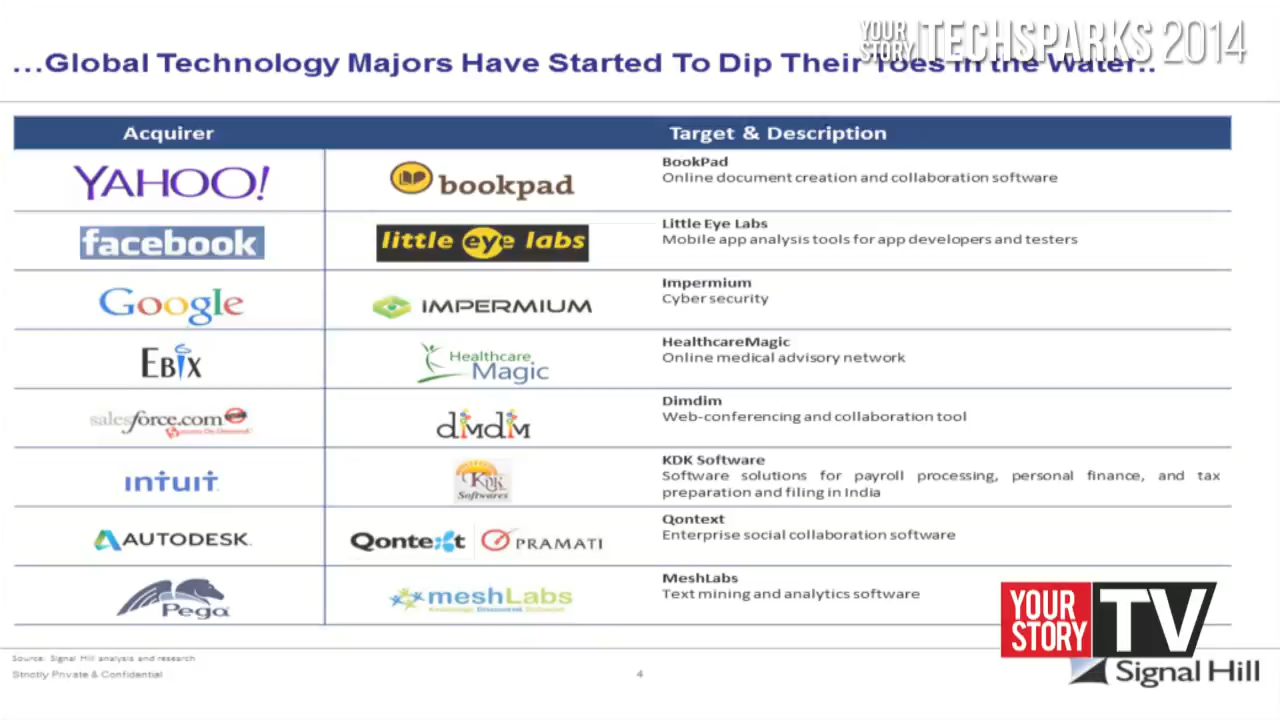 YOUR STORY TECHSPARKS 2014
...Global Technology Majors Have Started To Dip Their Toes In the Water..
Acquirer Target & Description
YAHOO! bookpad BookPad
Online document creation and collaboration software
facebook little eye labs Little Eye Labs
Mobile app analysis tools for app developers and testers
Google IMPERMIUM Impermium
Cyber security
EBIX Healthcare Magic HealthcareMagic
Online medical advisory network
salesforce.com dimdim Dimdim
Web-conferencing and collaboration tool
intuit KDK Softwares KDK Software
Software solutions for payroll processing, personal finance, and tax
preparation and filing in India
AUTODESK Qontext PRAMATI Qontext
Enterprise social collaboration software
Pega meshLabs MeshLabs
Text mining and analytics software
YOUR STORY TV
Source: Signal Hill analysis and research
Strictly Private & Confidential 4 Signal Hill